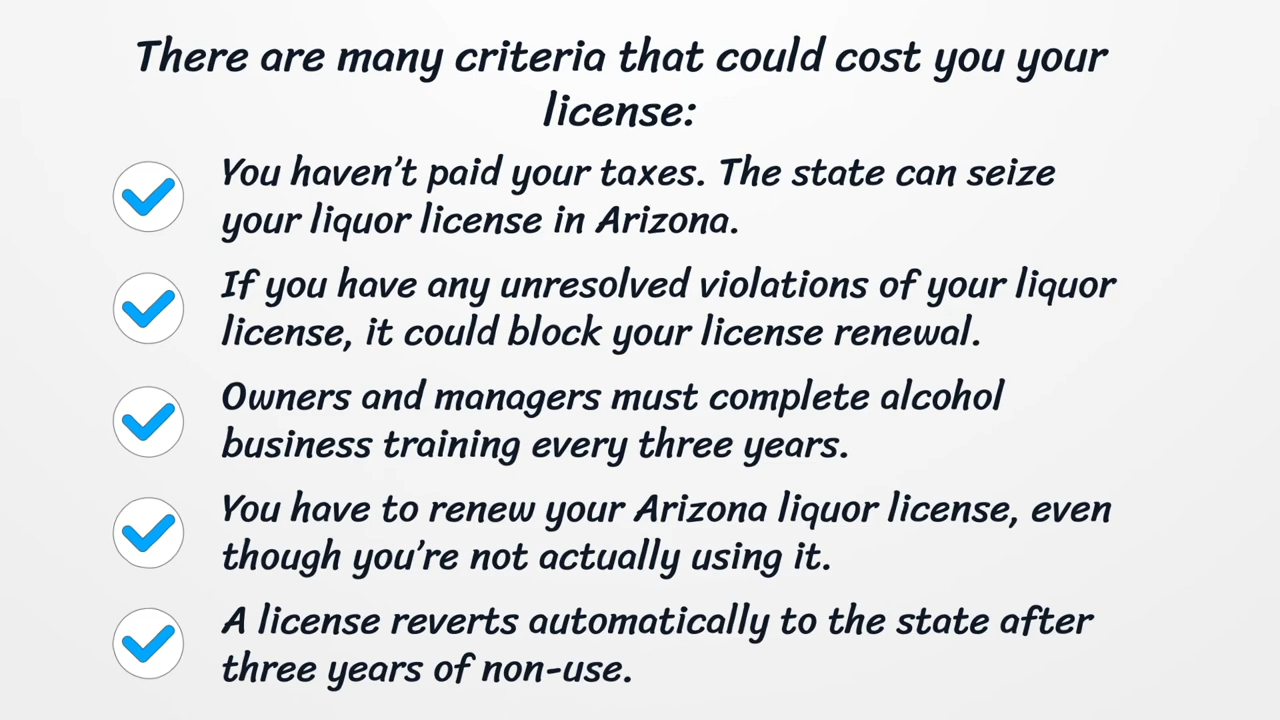 There are many criteria that could cost you your
license:
You haven’t paid your taxes. The state can seize
your liquor license in Arizona.
If you have any unresolved violations of your liquor
license, it could block your license renewal.
Owners and managers must complete alcohol
business training every three years.
You have to renew your Arizona liquor license, even
though you’re not actually using it.
A license reverts automatically to the state after
three years of non-use.